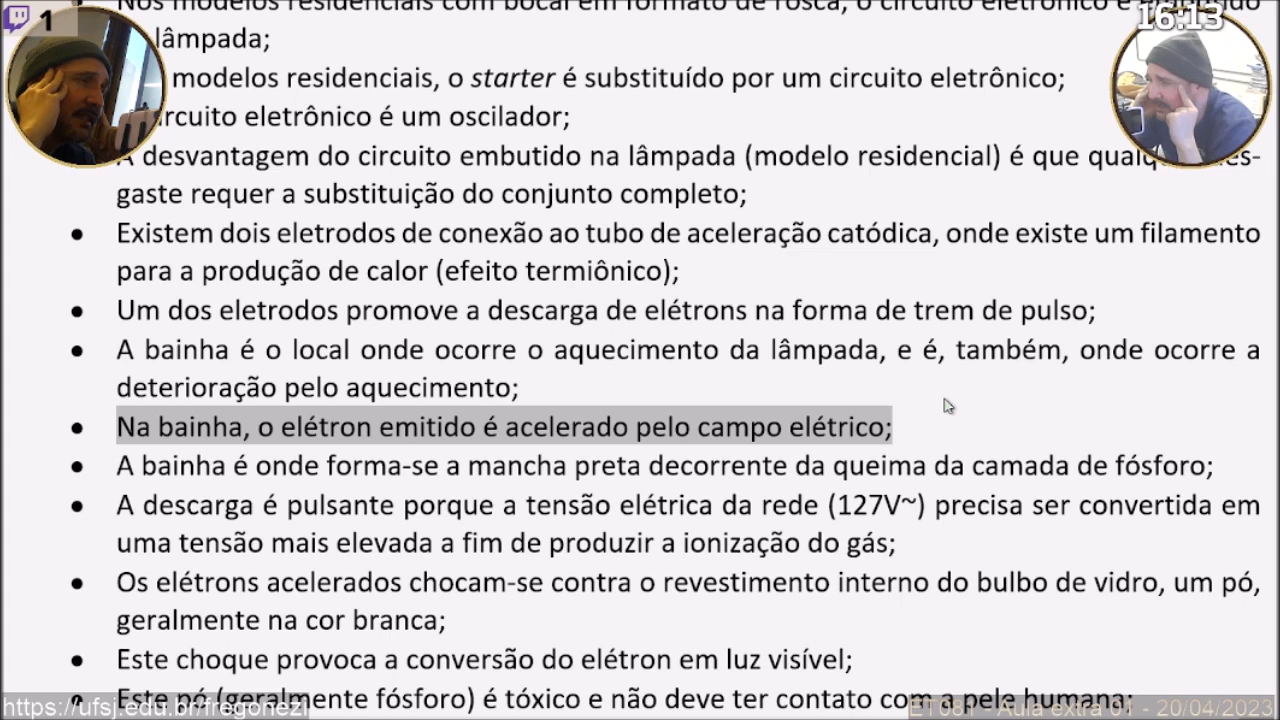 1
16:13
Nos modelos residenciais com bocal em formato de rosca, o circuito eletrônico é
lâmpada;
modelos residenciais, o starter é substituído por um circuito eletrônico;
circuito eletrônico é um oscilador;
A desvantagem do circuito embutido na lâmpada (modelo residencial) é que qualquer des-
gaste requer a substituição do conjunto completo;
• Existem dois eletrodos de conexão ao tubo de aceleração catódica, onde existe um filamento
para a produção de calor (efeito termiônico);
• Um dos eletrodos promove a descarga de elétrons na forma de trem de pulso;
• A bainha é o local onde ocorre o aquecimento da lâmpada, e é, também, onde ocorre a
deterioração pelo aquecimento;
• Na bainha, o elétron emitido é acelerado pelo campo elétrico;
• A bainha é onde forma-se a mancha preta decorrente da queima da camada de fósforo;
• A descarga é pulsante porque a tensão elétrica da rede (127V~) precisa ser convertida em
uma tensão mais elevada a fim de produzir a ionização do gás;
• Os elétrons acelerados chocam-se contra o revestimento interno do bulbo de vidro, um pó,
geralmente na cor branca;
• Este choque provoca a conversão do elétron em luz visível;
• Este pó (geralmente fósforo) é tóxico e não deve ter contato com a pele humana;
https://ufsj.edu.br/fregonezi
ET081 - Aula extra 01 - 20/04/2023